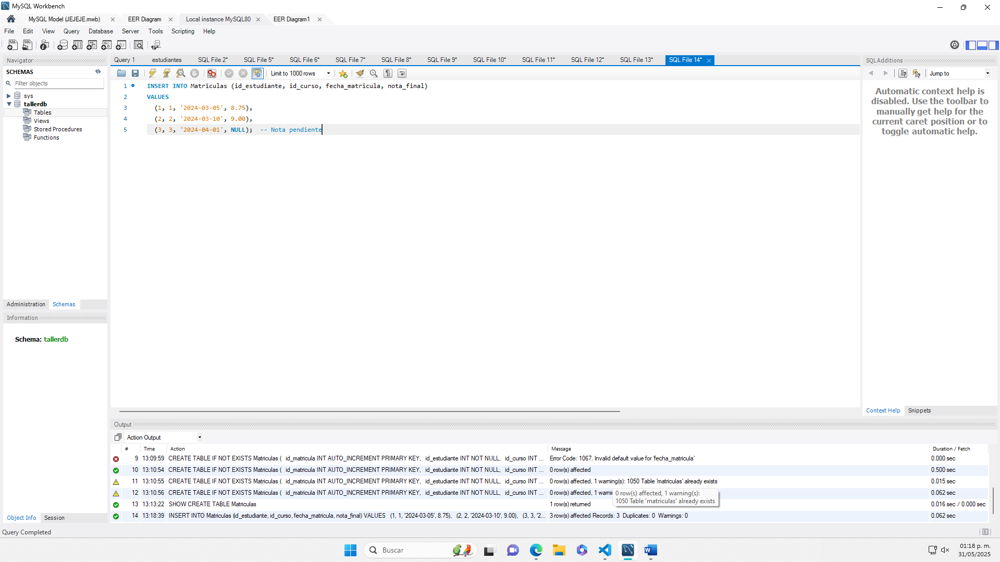 MySQL Workbench
MySQL Model (JEJEJE.mwb) EER Diagram Local instance MySQL80 EER Diagram1
File Edit View Query Database Server Tools Scripting Help
Navigator
SCHEMAS
Filter objects
sys
tallerdb
Tables
Views
Stored Procedures
Functions
Administration Schemas
Information
Schema: tallerdb
Object Info Session
Query 1 estudiantes SQL File 2* SQL File 5* SQL File 6* SQL File 7* SQL File 8* SQL File 9* SQL File 10* SQL File 11* SQL File 12* SQL File 13* SQL File 14*
Limit to 1000 rows
1 INSERT INTO Matriculas (id_estudiante, id_curso, fecha_matricula, nota_final)
2 VALUES
3 (1, 1, '2024-03-05', 8.75),
4 (2, 2, '2024-03-10', 9.00),
5 (3, 3, '2024-04-01', NULL); -- Nota pendiente
SQLAdditions
Jump to
Automatic context help is
disabled. Use the toolbar to
manually get help for the
current caret position or to
toggle automatic help.
Context Help Snippets
Output
Action Output
# Time Action Message Duration / Fetch
9 13:09:59 CREATE TABLE IF NOT EXISTS Matriculas ( id_matricula INT AUTO_INCREMENT PRIMARY KEY, id_estudiante INT NOT NULL, id_curso INT ... Error Code: 1067. Invalid default value for 'fecha_matricula' 0.000 sec
10 13:10:54 CREATE TABLE IF NOT EXISTS Matriculas ( id_matricula INT AUTO_INCREMENT PRIMARY KEY, id_estudiante INT NOT NULL, id_curso INT ... 0 row(s) affected 0.500 sec
11 13:10:55 CREATE TABLE IF NOT EXISTS Matriculas ( id_matricula INT AUTO_INCREMENT PRIMARY KEY, id_estudiante INT NOT NULL, id_curso INT ... 0 row(s) affected, 1 warning(s): 1050 Table 'matriculas' already exists 0.015 sec
12 13:10:56 CREATE TABLE IF NOT EXISTS Matriculas ( id_matricula INT AUTO_INCREMENT PRIMARY KEY, id_estudiante INT NOT NULL, id_curso INT ... 0 row(s) affected, 1 warnin 0.062 sec
0 row(s) affected, 1 warning(s):
1050 Table 'matriculas' already exists
13 13:13:22 SHOW CREATE TABLE Matriculas 1 row(s) returned 0.016 sec / 0.000 sec
14 13:18:39 INSERT INTO Matriculas (id_estudiante, id_curso, fecha_matricula, nota_final) VALUES (1, 1, '2024-03-05', 8.75), (2, 2, '2024-03-10', 9.00), (3, 3, '2... 3 row(s) affected Records: 3 Duplicates: 0 Warnings: 0 0.062 sec
Query Completed
Buscar
01:18 p. m.
31/05/2025